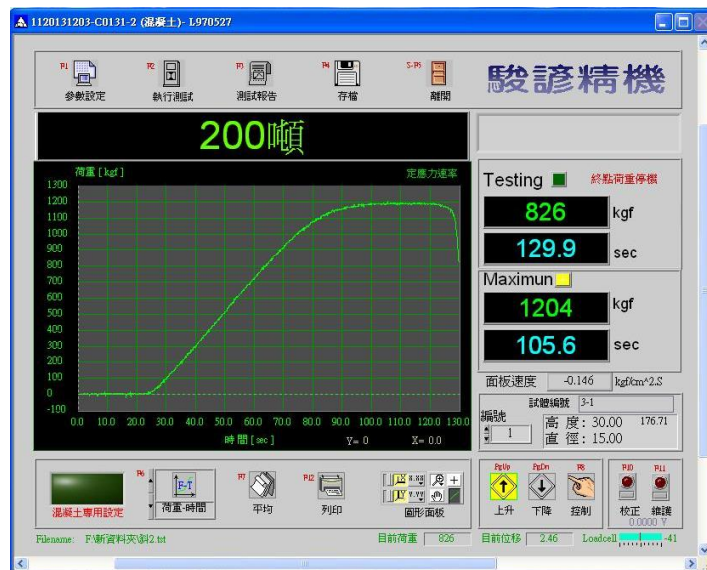 1120131203-C0131-2 (混凝土)- L970527
F1 參數設定
F2 執行測試
F3 測試報告
F4 存檔
S-F5 離開
駿諺精機
200噸
荷重 [ kgf ]
定應力速率
1300
1200
1100
1000
900
800
700
600
500
400
300
200
100
0
-100
0.0 10.0 20.0 30.0 40.0 50.0 60.0 70.0 80.0 90.0 100.0 110.0 120.0 130.0
時 間 [ sec ] Y= 0 X= 0.0
Testing 終點荷重停機
826 kgf
129.9 sec
Maximun
1204 kgf
105.6 sec
面板速度 -0.146 kgf/cm^2.S
試體編號 3-1
編號 1
高 度: 30.00 176.71
直 徑: 15.00
混凝土專用設定
F6 F-T 荷重-時間
F7 平均
F12 列印
X X.XX
Y Y.YY
圖形面板
PgUp 上升
PgDn 下降
F8 控制
F10 校正
F11 維護
0.0000 V
Filename: F:\新資料夾\斜2.tst
目前荷重 826
目前位移 2.46
Loadcell -41